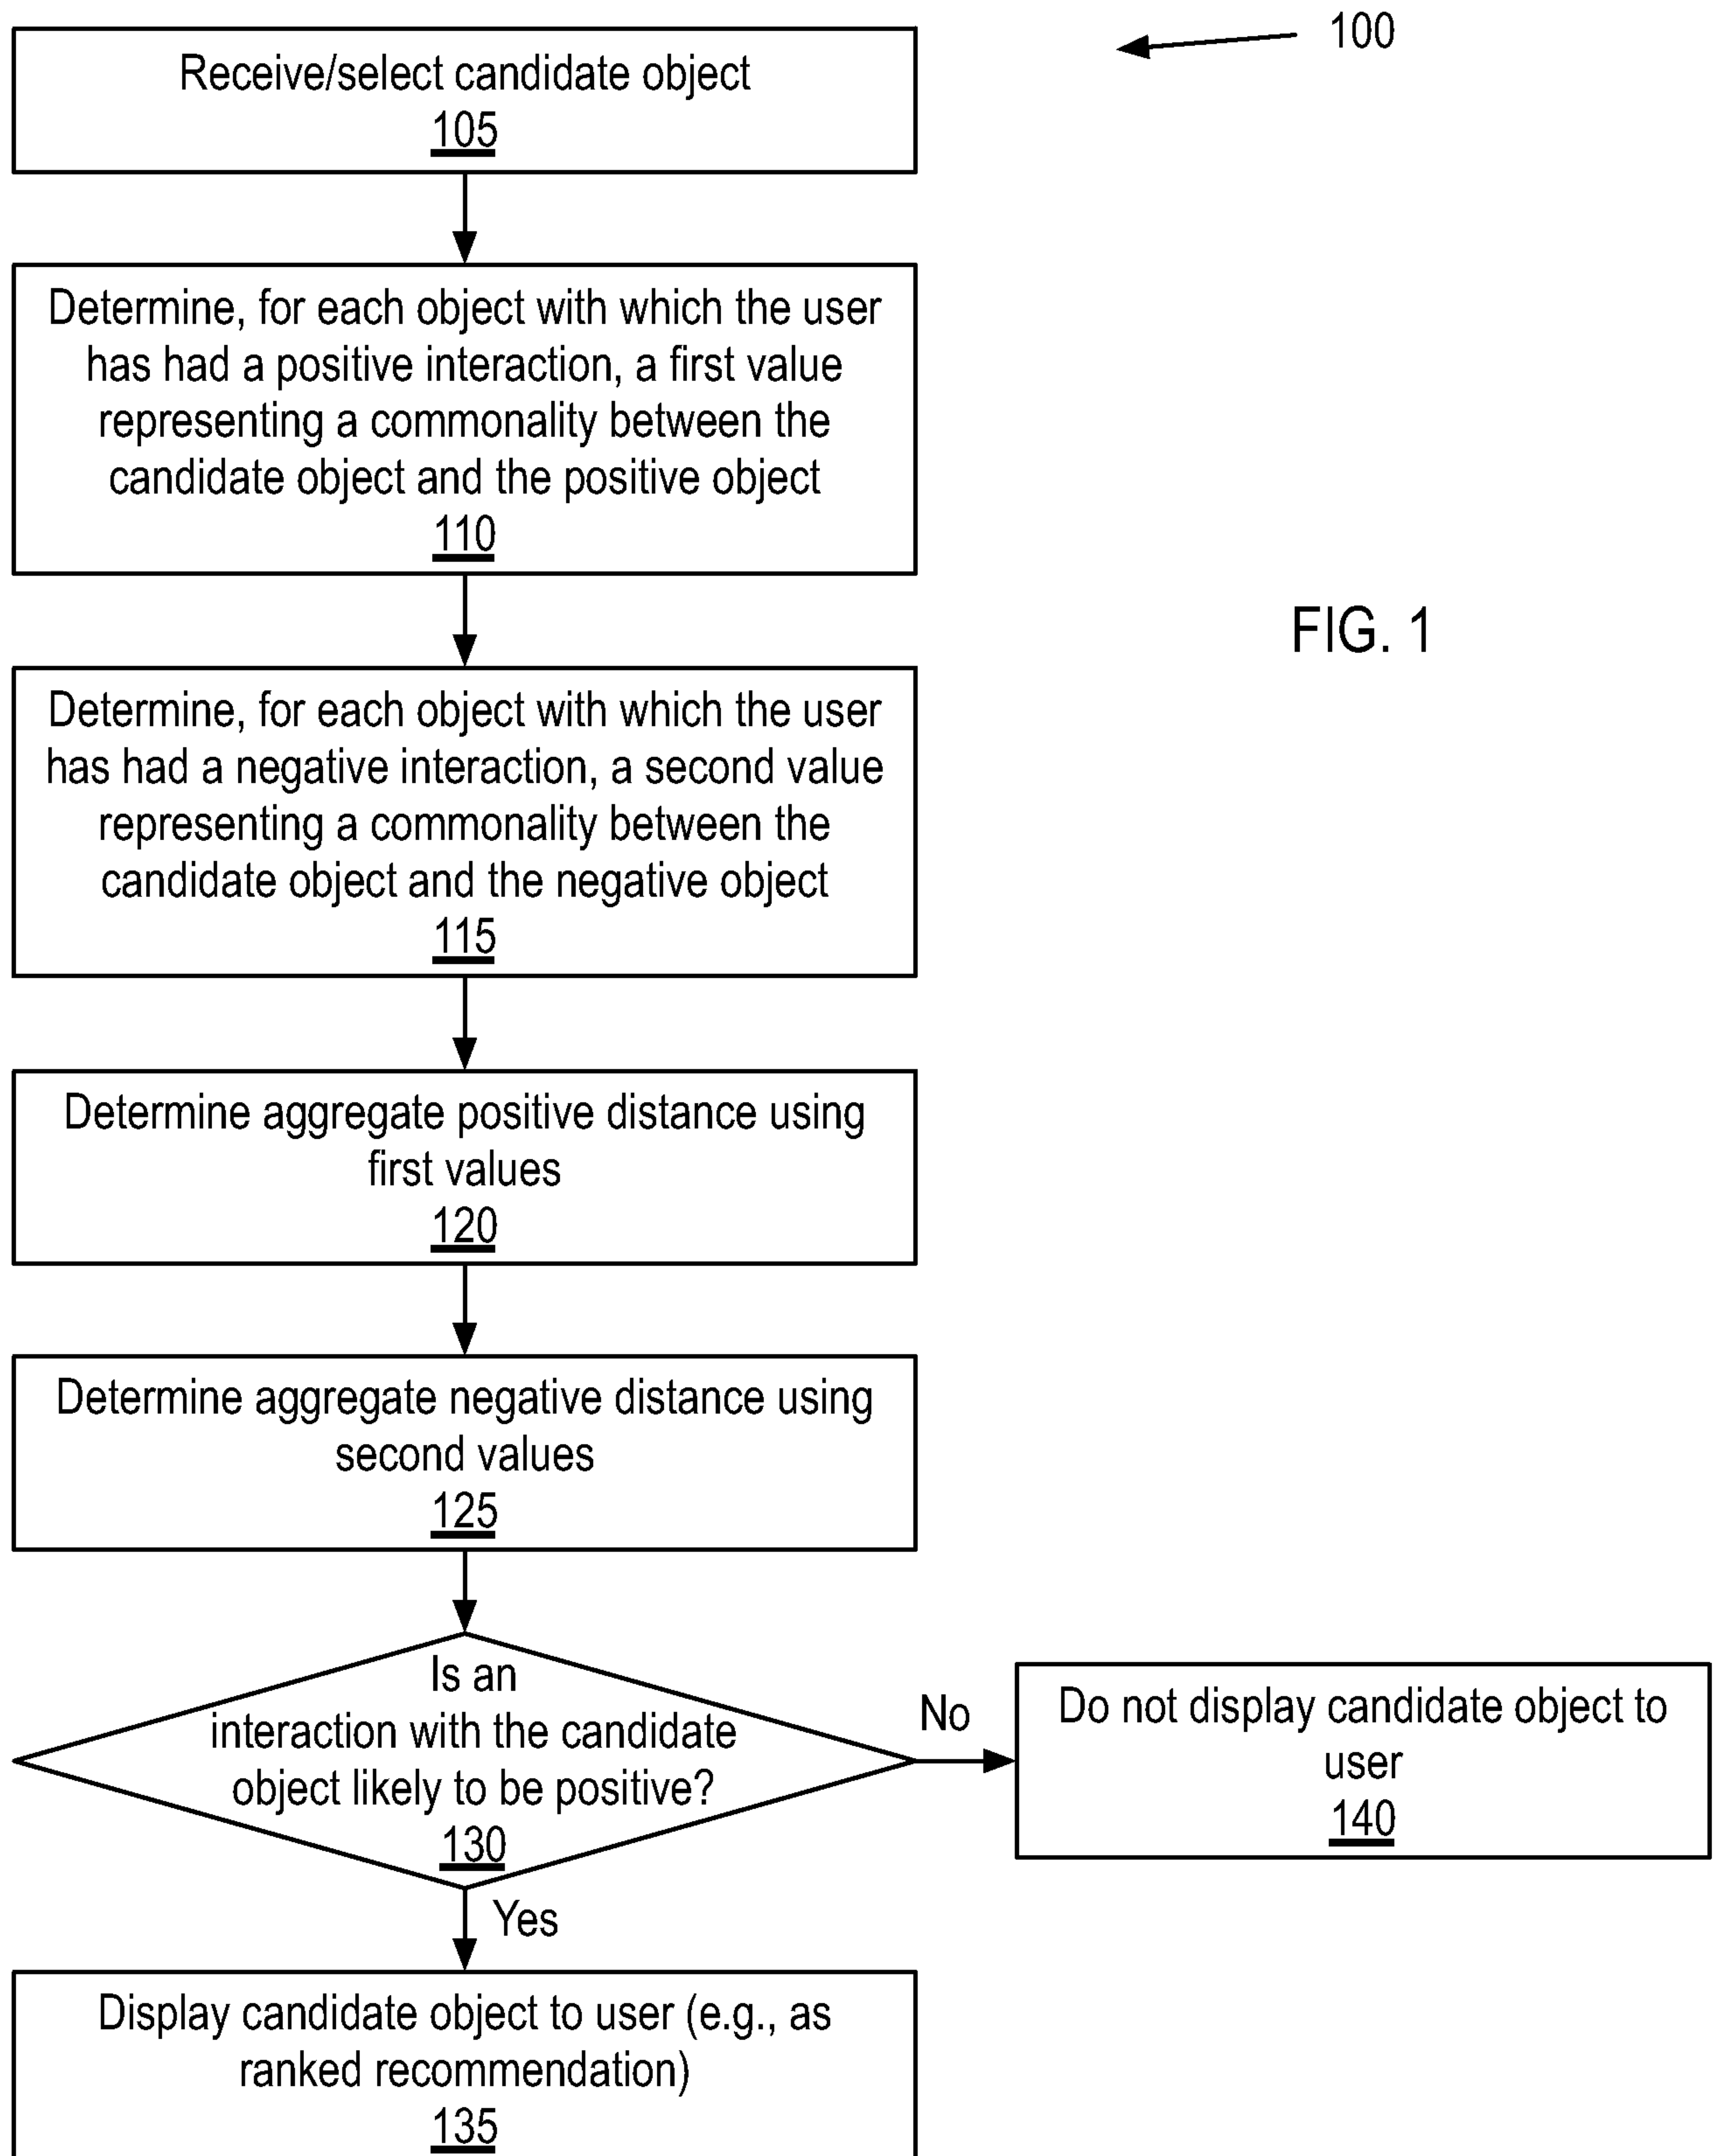 100
Receive/select candidate object
105
Determine, for each object with which the user
has had a positive interaction, a first value
representing a commonality between the
candidate object and the positive object
110
FIG. 1
Determine, for each object with which the user
has had a negative interaction, a second value
representing a commonality between the
candidate object and the negative object
115
Determine aggregate positive distance using
first values
120
Determine aggregate negative distance using
second values
125
Is an
interaction with the candidate
object likely to be positive?
130
No
Do not display candidate object to
user
140
Yes
Display candidate object to user (e.g., as
ranked recommendation)
135